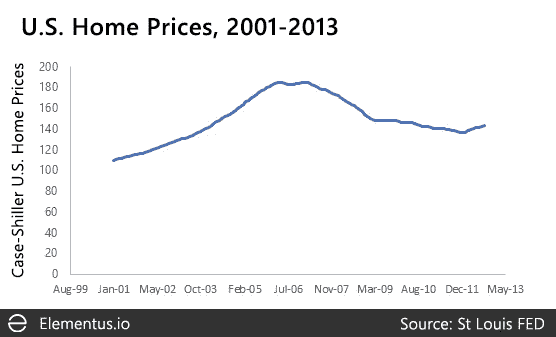 U.S. Home Prices, 2001-2013
Case-Shiller U.S. Home Prices
200
180
160
140
120
100
80
60
40
20
0
Aug-99 Jan-01 May-02 Oct-03 Feb-05 Jul-06 Nov-07 Mar-09 Aug-10 Dec-11 May-13
Elementus.io Source: St Louis FED